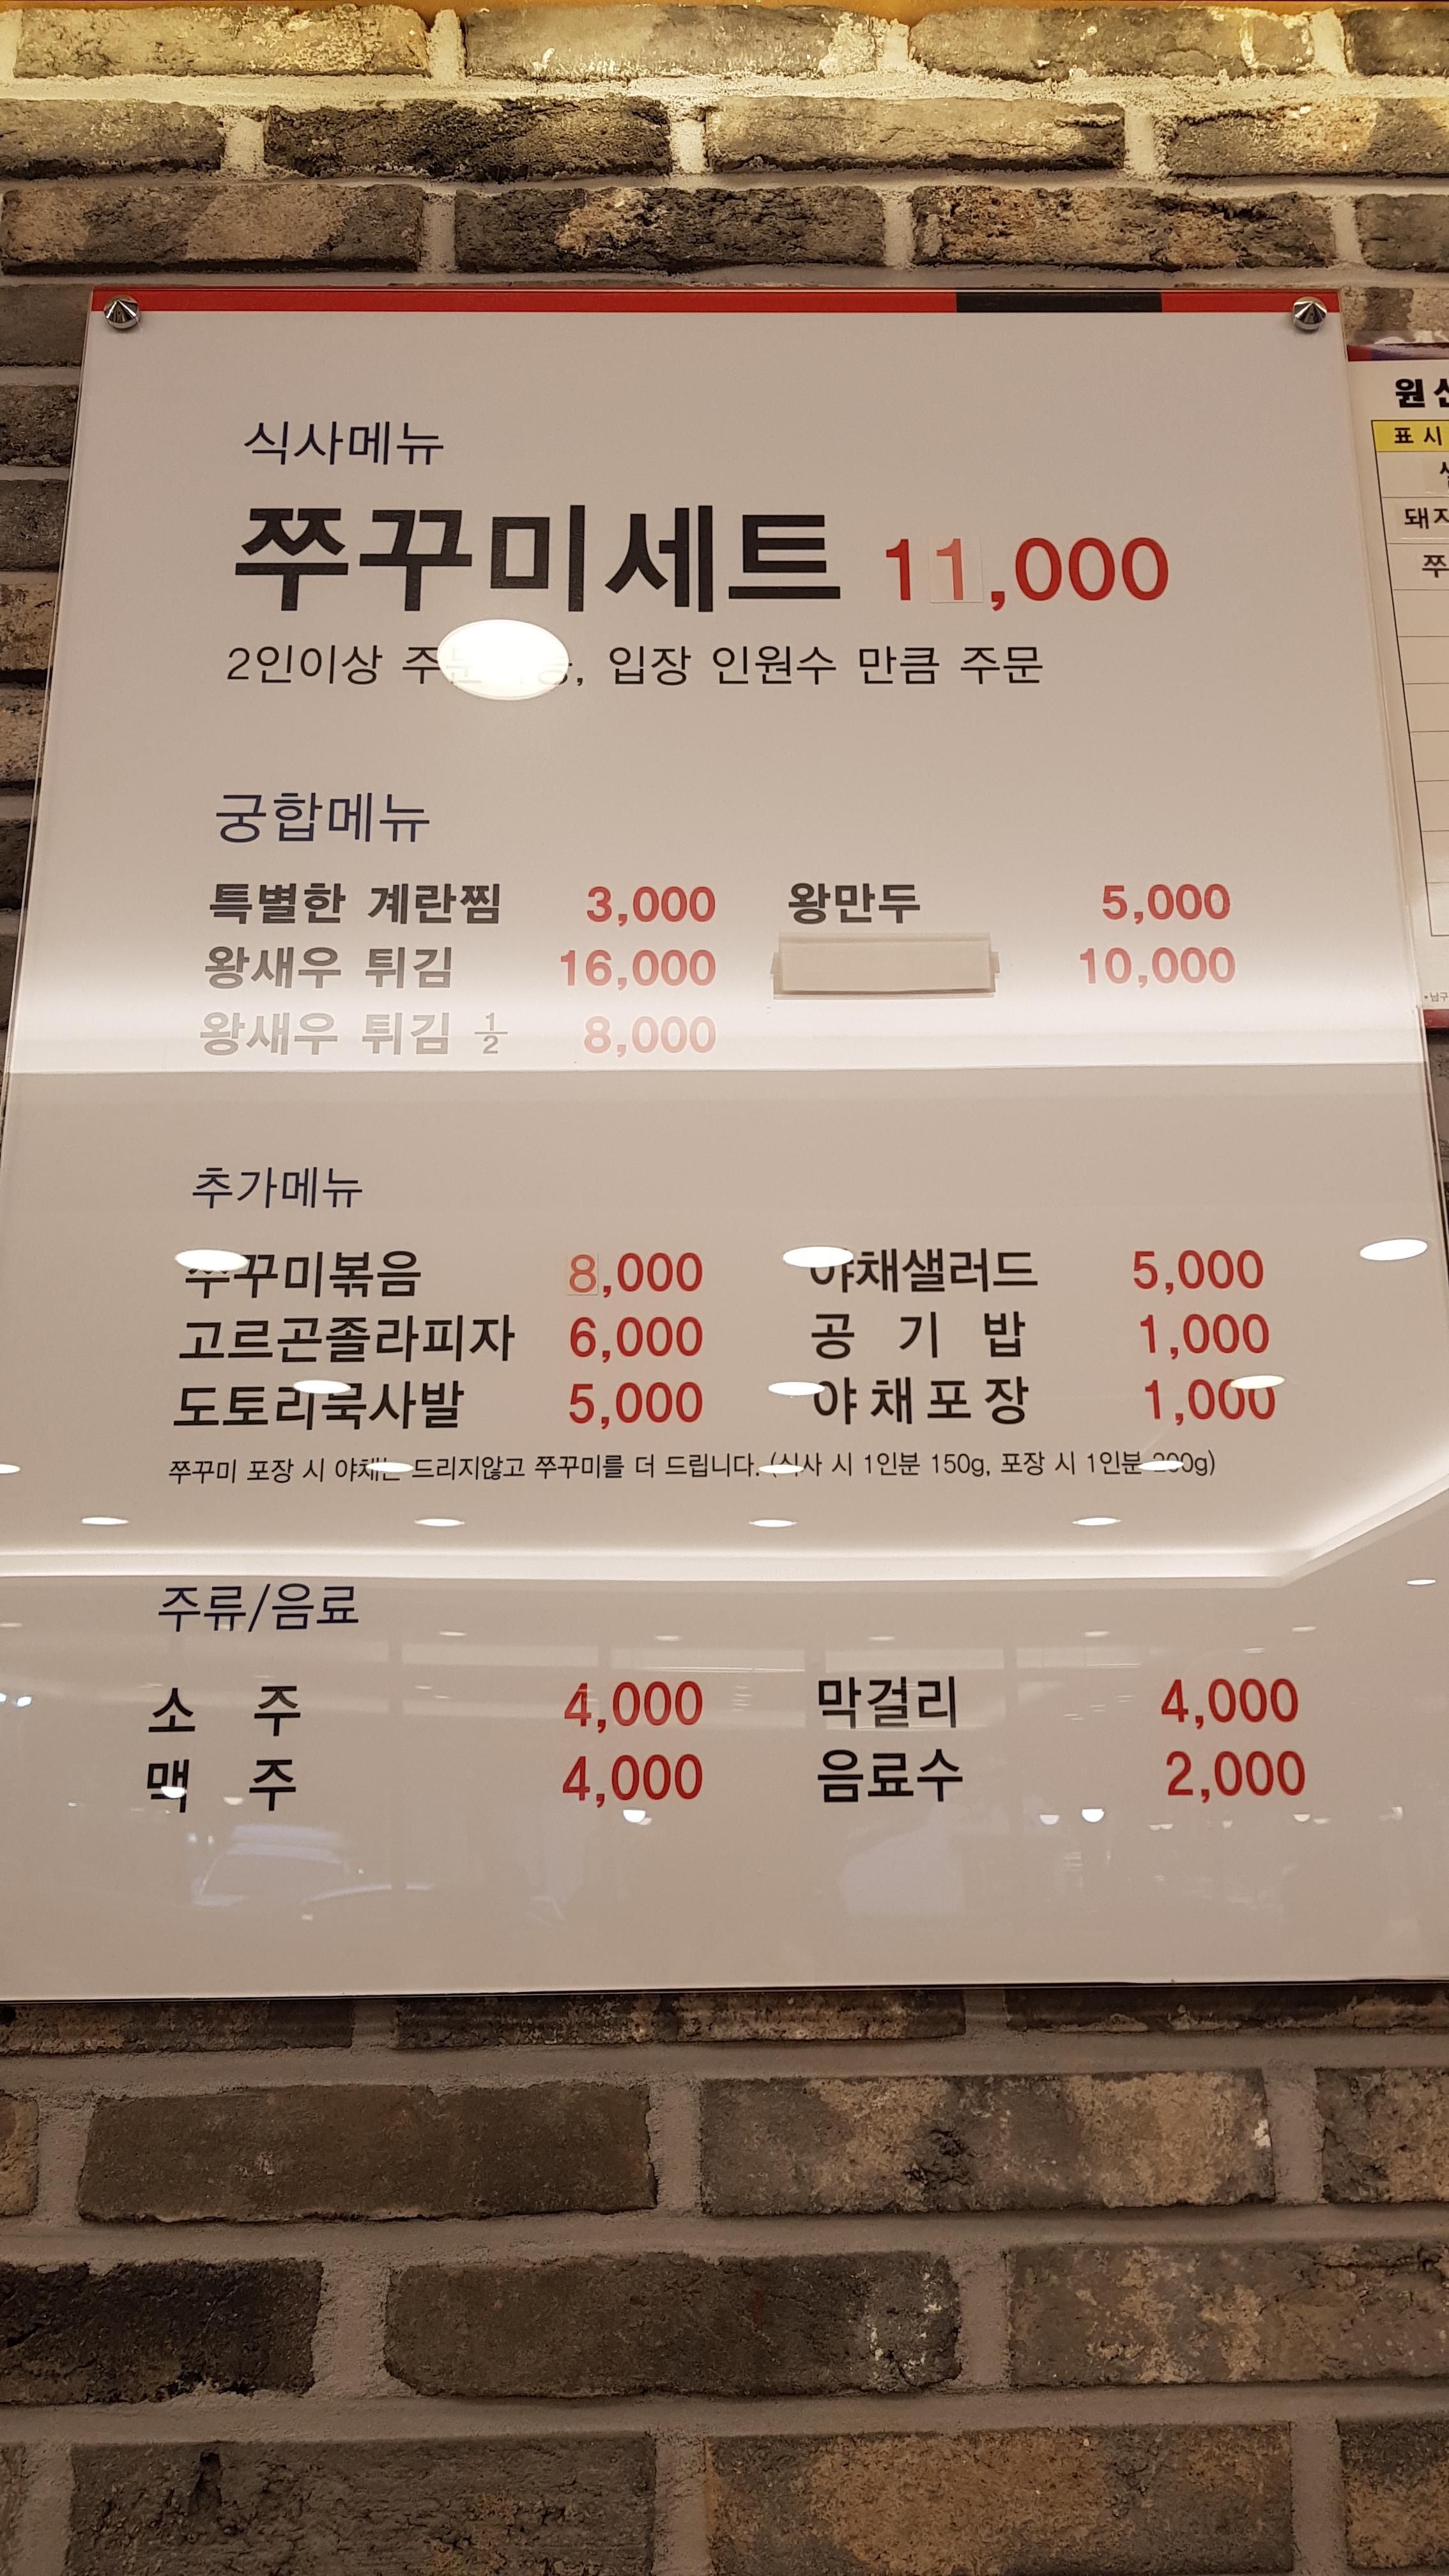 식사메뉴
쭈꾸미세트 11,000
2인이상 , 입장 인원수 만큼 주문
궁합메뉴
특별한 계란찜 3,000 왕만두 5,000
왕새우 튀김 16,000 10,000
왕새우 튀김 ½ 8,000
추가메뉴
쭈꾸미볶음 8,000 야채샐러드 5,000
고르곤졸라피자 6,000 공 기 밥 1,000
도토리묵사발 5,000 야채포장 1,000
쭈꾸미 포장 시 야채는 드리지않고 쭈꾸미를 더 드립니다. (식사 시 1인분 150g, 포장 시 1인분 200g)
주류/음료
소 주 4,000 막걸리 4,000
맥 주 4,000 음료수 2,000
원
표 시
돼지